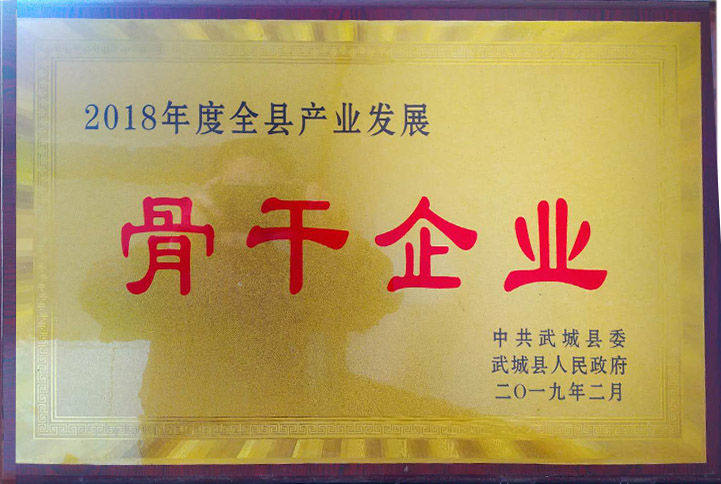 2018年度全县产业发展
骨干企业
中共武城县委
武城县人民政府
二〇一九年二月